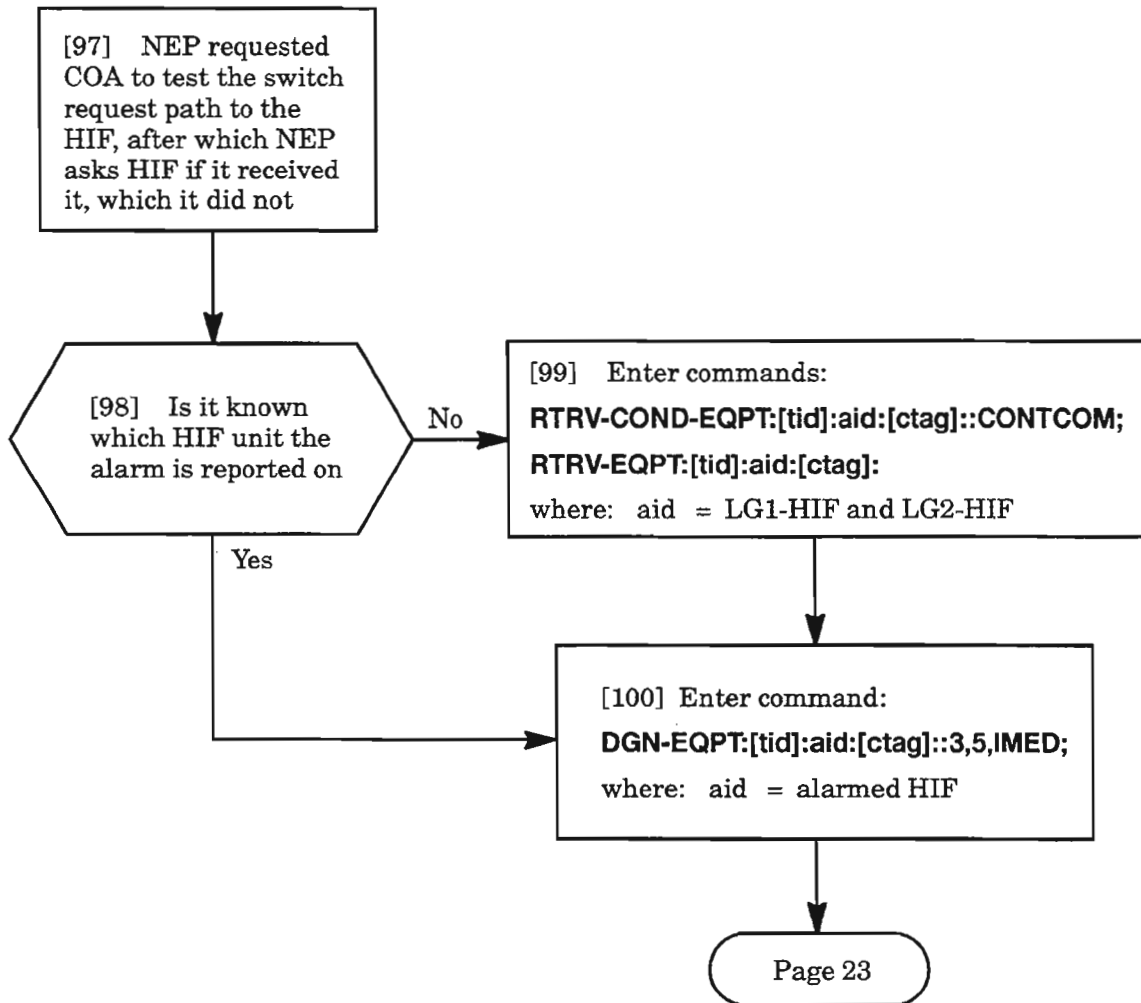 [97] NEP requested
COA to test the switch
request path to the
HIF, after which NEP
asks HIF if it received
it, which it did not
[98] Is it known
which HIF unit the
alarm is reported on
No
Yes
[99] Enter commands:
RTRV-COND-EQPT:[tid]:aid:[ctag]::CONTCOM;
RTRV-EQPT:[tid]:aid:[ctag]:
where: aid = LG1-HIF and LG2-HIF
[100] Enter command:
DGN-EQPT:[tid]:aid:[ctag]::3,5,IMED;
where: aid = alarmed HIF
Page 23